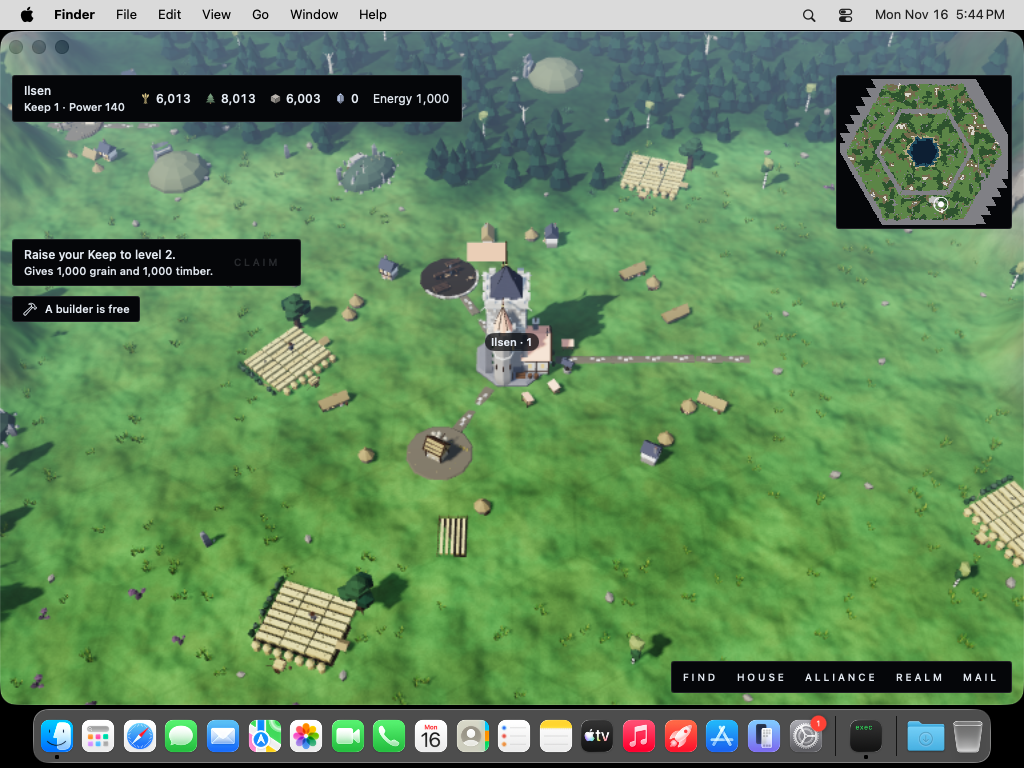 Finder File Edit View Go Window Help Mon Nov 16 5:44 PM
Ilsen
Keep 1 · Power 140
6,013 8,013 6,003 0 Energy 1,000
Raise your Keep to level 2.
Gives 1,000 grain and 1,000 timber.
CLAIM
A builder is free
Ilsen · 1
FIND HOUSE ALLIANCE REALM MAIL
Mon
16
tv
1
exec